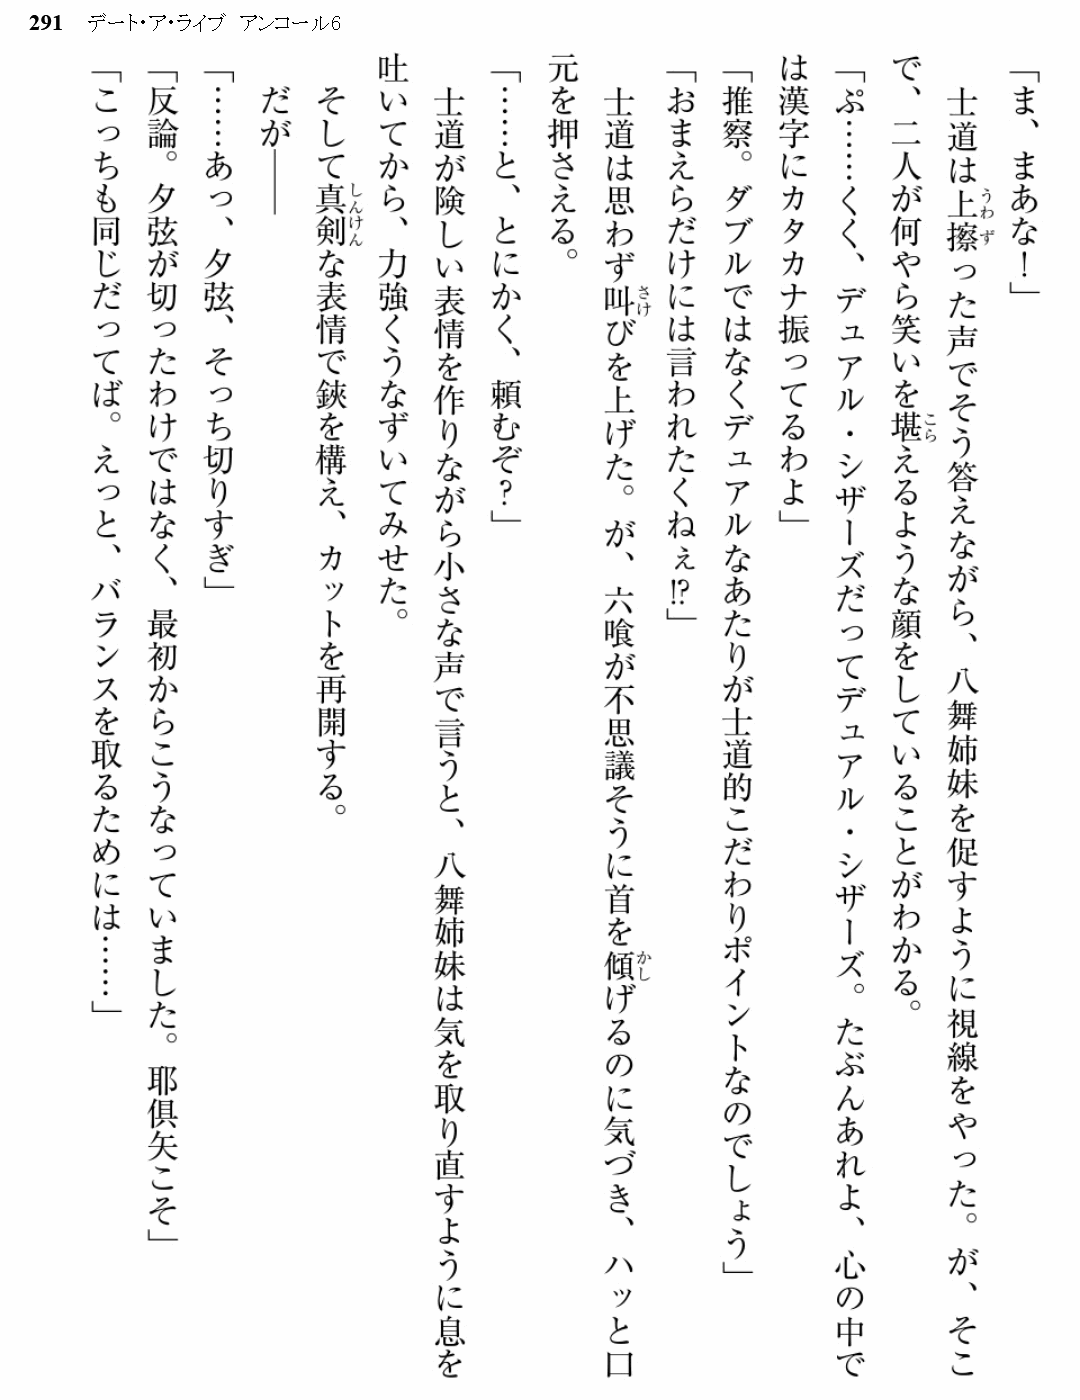 291 デート・ア・ライブ アンコール6
「ま、まあな！」
士道は上擦った声でそう答えながら、八舞姉妹を促すように視線をやった。が、そこ
で、二人が何やら笑いを堪えるような顔をしていることがわかる。
「ぷ……くく、デュアル・シザーズだってデュアル・シザーズ。たぶんあれよ、心の中で
は漢字にカタカナ振ってるわよ」
「推察。ダブルではなくデュアルなあたりが士道的こだわりポイントなのでしょう」
「おまえらだけには言われたくねぇ!?」
士道は思わず叫びを上げた。が、六喰が不思議そうに首を傾げるのに気づき、ハッと口
元を押さえる。
「……と、とにかく、頼むぞ？」
士道が険しい表情を作りながら小さな声で言うと、八舞姉妹は気を取り直すように息を
吐いてから、力強くうなずいてみせた。
そして真剣な表情で鋏を構え、カットを再開する。
だが――
「……あっ、夕弦、そっち切りすぎ」
「反論。夕弦が切ったわけではなく、最初からこうなっていました。耶倶矢こそ」
「こっちも同じだってば。えっと、バランスを取るためには……」